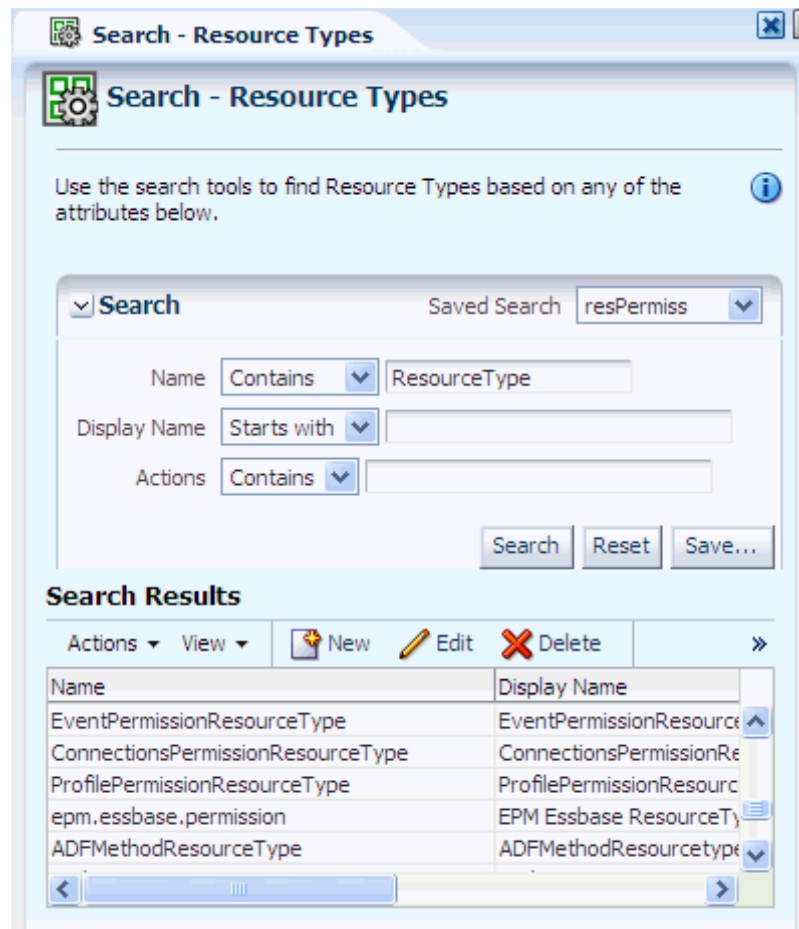 Search - Resource Types
Search - Resource Types
Use the search tools to find Resource Types based on any of the
attributes below.
Search Saved Search resPermiss
Name Contains ResourceType
Display Name Starts with
Actions Contains
Search Reset Save...
Search Results
Actions View New Edit Delete »
Name Display Name
EventPermissionResourceType EventPermissionResource
ConnectionsPermissionResourceType ConnectionsPermissionRe
ProfilePermissionResourceType ProfilePermissionResourc
epm.essbase.permission EPM Essbase ResourceTy
ADFMethodResourceType ADFMethodResourcetype